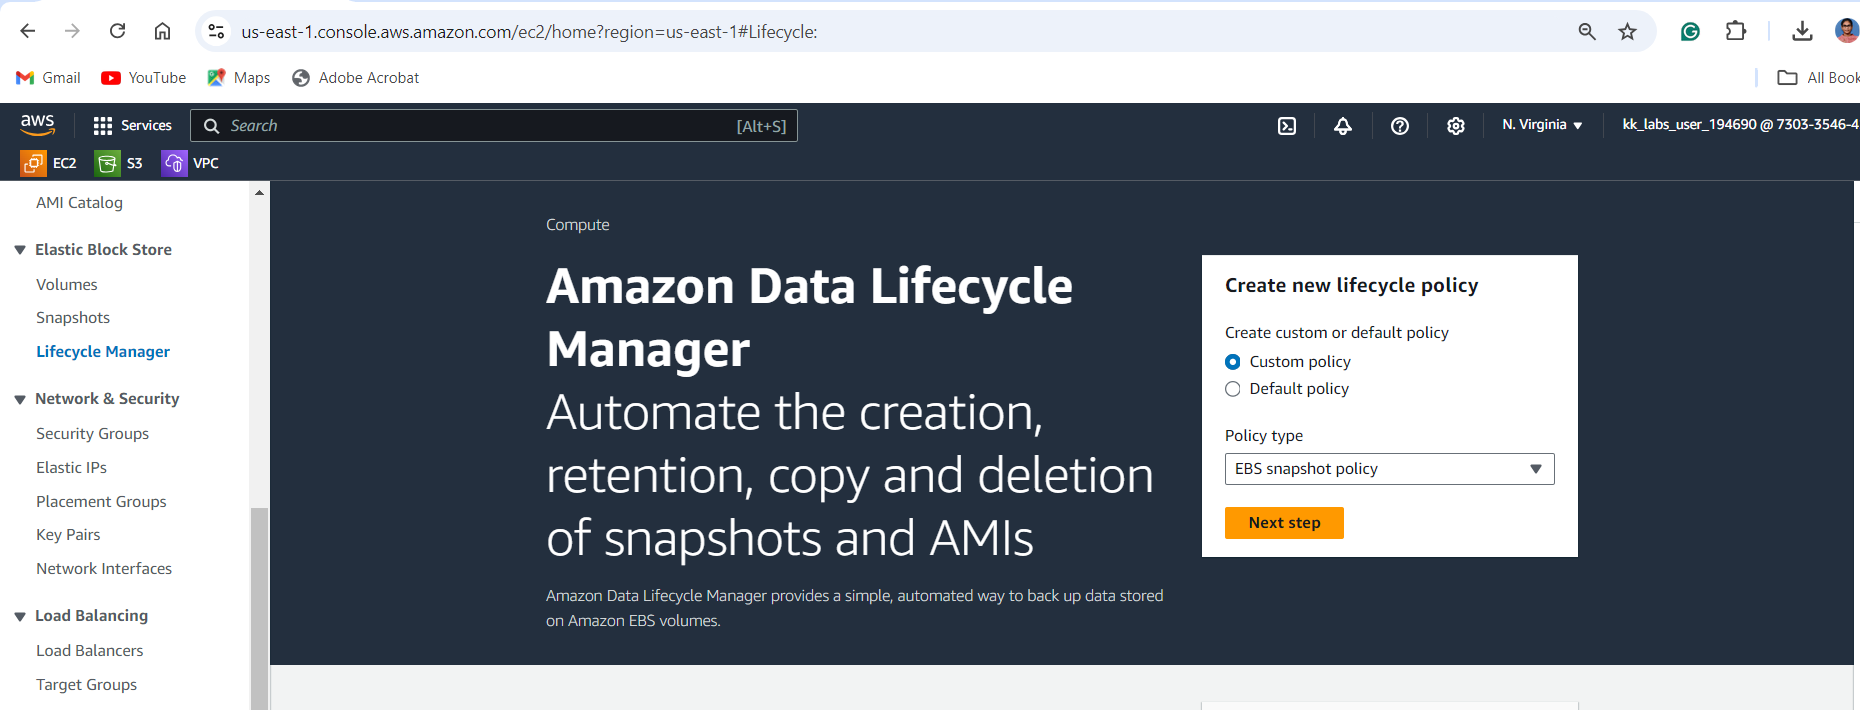 us-east-1.console.aws.amazon.com/ec2/home?region=us-east-1#Lifecycle:
Gmail YouTube Maps Adobe Acrobat All Book
aws Services Search [Alt+S] N. Virginia kk_labs_user_194690 @ 7303-3546-4
EC2 S3 VPC
AMI Catalog
Elastic Block Store
Volumes
Snapshots
Lifecycle Manager
Network & Security
Security Groups
Elastic IPs
Placement Groups
Key Pairs
Network Interfaces
Load Balancing
Load Balancers
Target Groups
Compute
Amazon Data Lifecycle
Manager
Automate the creation,
retention, copy and deletion
of snapshots and AMIs
Amazon Data Lifecycle Manager provides a simple, automated way to back up data stored
on Amazon EBS volumes.
Create new lifecycle policy
Create custom or default policy
Custom policy
Default policy
Policy type
EBS snapshot policy
Next step